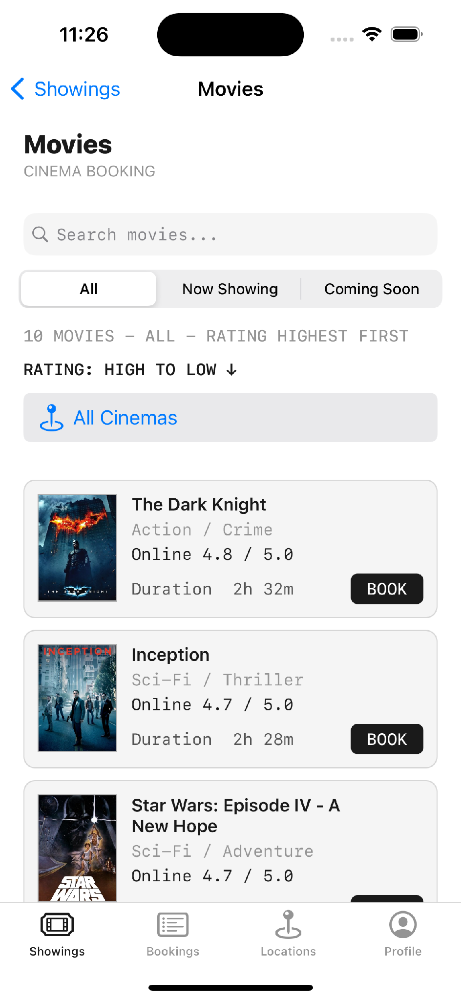 11:26
Showings
Movies
Movies
CINEMA BOOKING
Search movies...
All
Now Showing
Coming Soon
10 MOVIES – ALL – RATING HIGHEST FIRST
RATING: HIGH TO LOW ↓
All Cinemas
THE DARK KNIGHT
The Dark Knight
Action / Crime
Online 4.8 / 5.0
Duration 2h 32m
BOOK
INCEPTION
Inception
Sci-Fi / Thriller
Online 4.7 / 5.0
Duration 2h 28m
BOOK
STAR
WARS
Star Wars: Episode IV - A
New Hope
Sci-Fi / Adventure
Online 4.7 / 5.0
Showings
Bookings
Locations
Profile